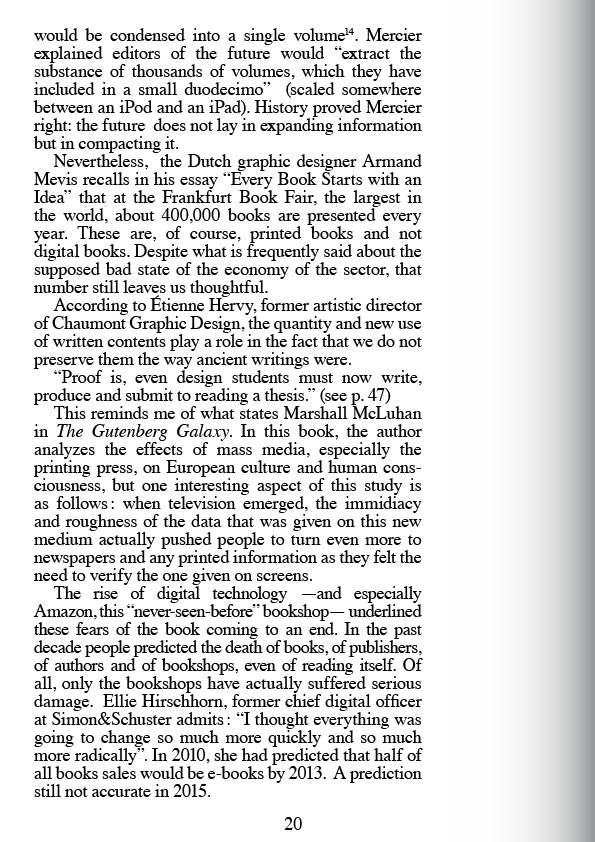 would be condensed into a single volume¹⁴. Mercier
explained editors of the future would “extract the
substance of thousands of volumes, which they have
included in a small duodecimo”  (scaled somewhere
between an iPod and an iPad). History proved Mercier
right: the future  does not lay in expanding information
but in compacting it.
Nevertheless,  the Dutch graphic designer Armand
Mevis recalls in his essay “Every Book Starts with an
Idea” that at the Frankfurt Book Fair, the largest in
the world, about 400,000 books are presented every
year. These are, of course, printed books and not
digital books. Despite what is frequently said about the
supposed bad state of the economy of the sector, that
number still leaves us thoughtful.
According to Étienne Hervy, former artistic director
of Chaumont Graphic Design, the quantity and new use
of written contents play a role in the fact that we do not
preserve them the way ancient writings were.
“Proof is, even design students must now write,
produce and submit to reading a thesis.” (see p. 47)
This reminds me of what states Marshall McLuhan
in The Gutenberg Galaxy. In this book, the author
analyzes the effects of mass media, especially the
printing press, on European culture and human cons-
ciousness, but one interesting aspect of this study is
as follows : when television emerged, the immidiacy
and roughness of the data that was given on this new
medium actually pushed people to turn even more to
newspapers and any printed information as they felt the
need to verify the one given on screens.
The rise of digital technology —and especially
Amazon, this “never-seen-before” bookshop— underlined
these fears of the book coming to an end. In the past
decade people predicted the death of books, of publishers,
of authors and of bookshops, even of reading itself. Of
all, only the bookshops have actually suffered serious
damage.  Ellie Hirschhorn, former chief digital officer
at Simon&Schuster admits : “I thought everything was
going to change so much more quickly and so much
more radically”. In 2010, she had predicted that half of
all books sales would be e-books by 2013.  A prediction
still not accurate in 2015.
20